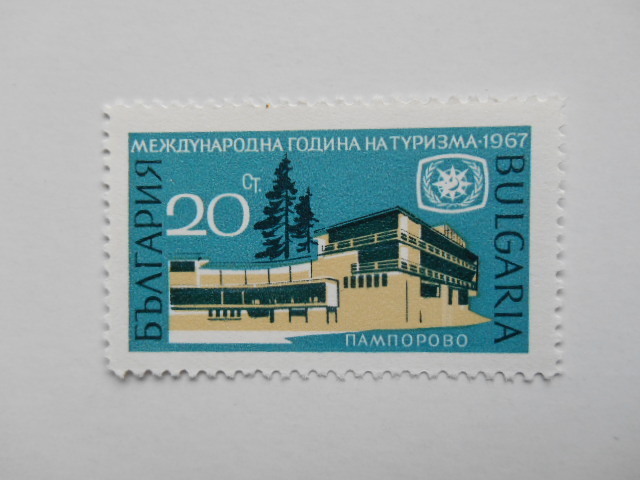 МЕЖДУНАРОДНА ГОДИНА НА ТУРИЗМА·1967
БЪЛГАРИЯ
20 СТ.
BULGARIA
ПАМПОРОВО